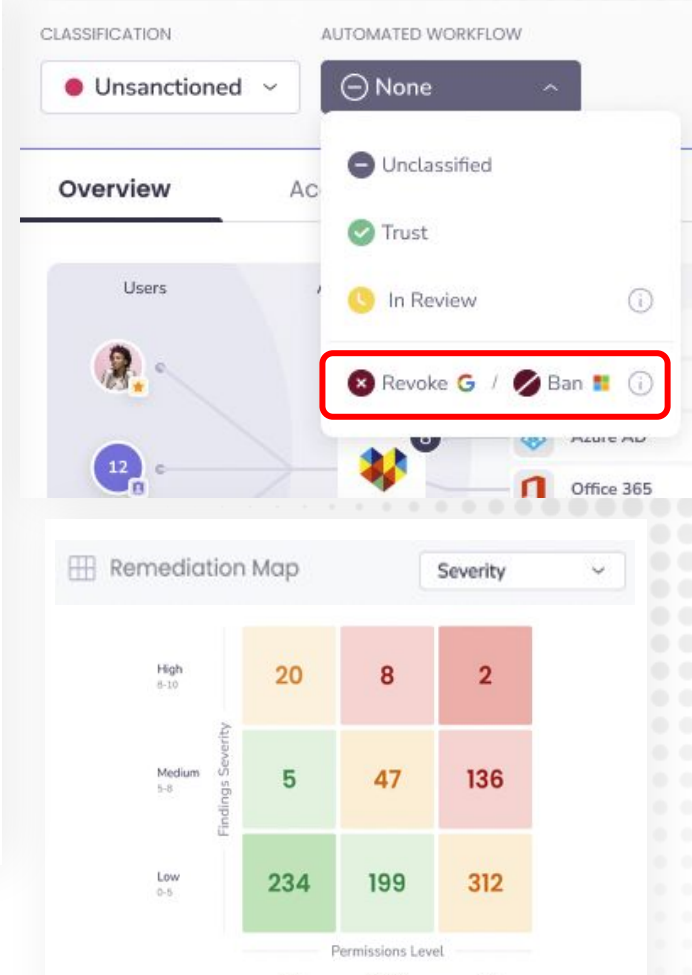 CLASSIFICATION AUTOMATED WORKFLOW
Unsanctioned None
Overview Unclassified
Trust
Users In Review
Revoke / Ban
12
Office 365
Remediation Map Severity
High
8-10
20 8 2
Findings Severity
Medium
5-8
5 47 136
Low
0-5
234 199 312
Permissions Level